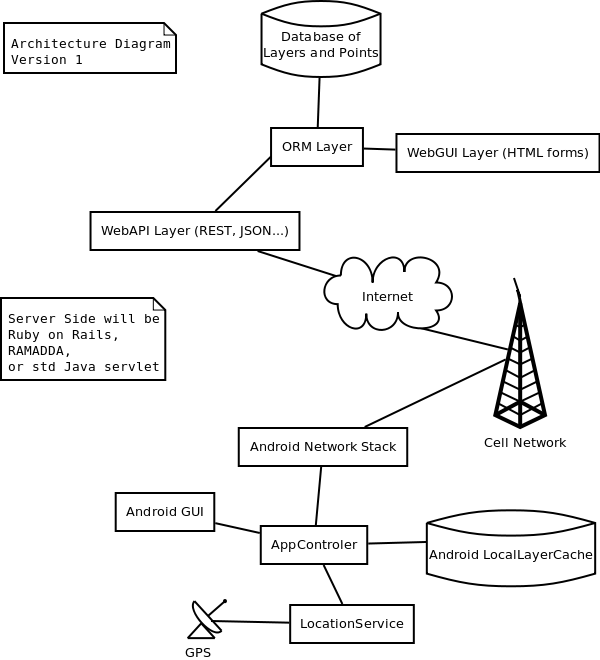 Architecture Diagram
Version 1
Database of
Layers and Points
ORM Layer
WebGUI Layer (HTML forms)
WebAPI Layer (REST, JSON...)
Internet
Server Side will be
Ruby on Rails,
RAMADDA,
or std Java servlet
Cell Network
Android Network Stack
Android GUI
AppControler
Android LocalLayerCache
LocationService
GPS